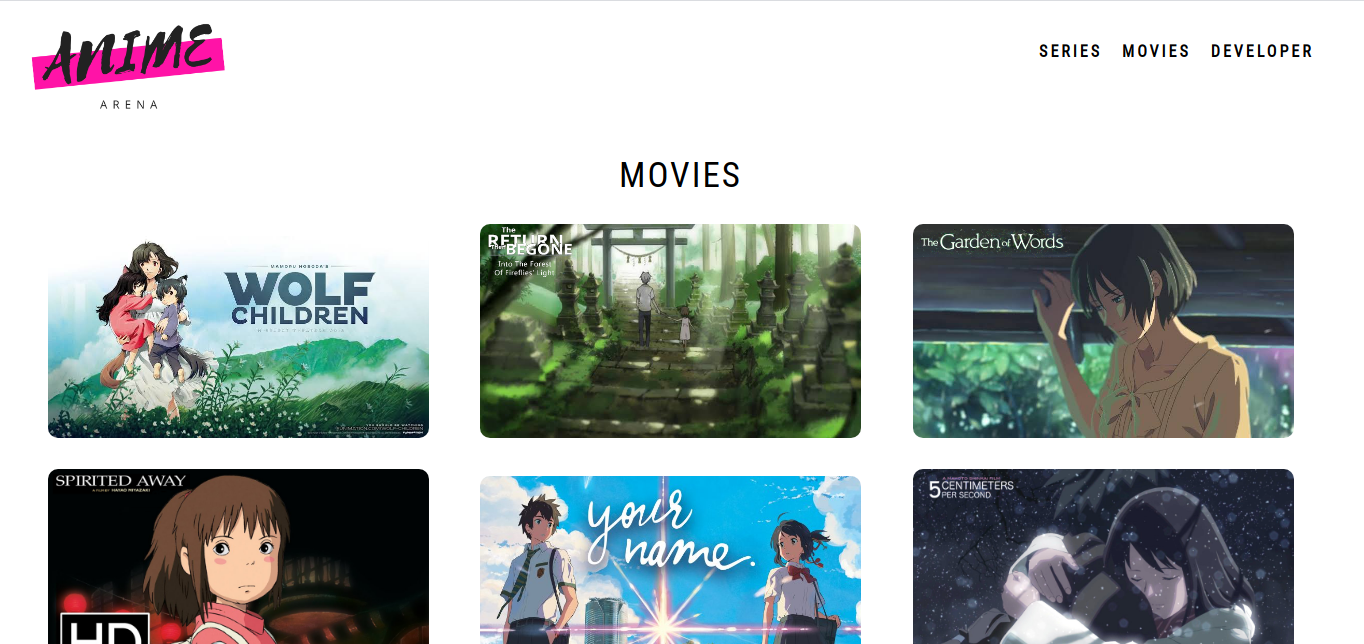 ANIME
ARENA
SERIES MOVIES DEVELOPER
MOVIES
MAMORU HOSODA'S
WOLF
CHILDREN
The
RETURN
Then BEGONE
Into The Forest
Of Fireflies' Light
The Garden of Words
SPIRITED AWAY
A FILM BY HAYAO MIYAZAKI
HD
your
name.
5 CENTIMETERS
PER SECOND